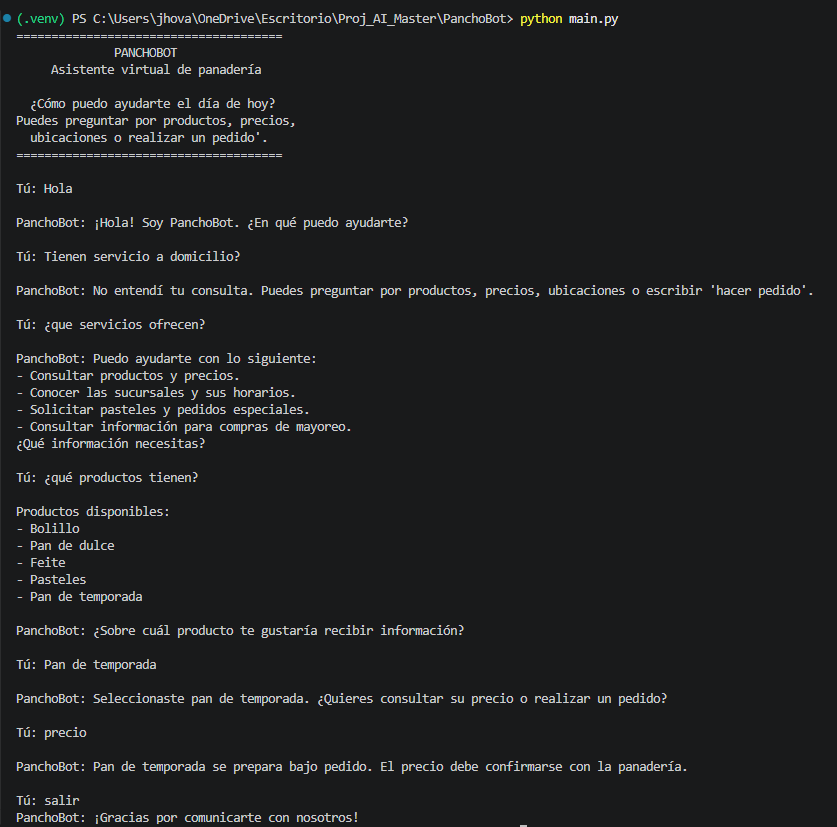 (.venv) PS C:\Users\jhova\OneDrive\Escritorio\Proj_AI_Master\PanchoBot> python main.py
======================================
PANCHOBOT
Asistente virtual de panadería
¿Cómo puedo ayudarte el día de hoy?
Puedes preguntar por productos, precios,
ubicaciones o realizar un pedido'.
======================================
Tú: Hola
PanchoBot: ¡Hola! Soy PanchoBot. ¿En qué puedo ayudarte?
Tú: Tienen servicio a domicilio?
PanchoBot: No entendí tu consulta. Puedes preguntar por productos, precios, ubicaciones o escribir 'hacer pedido'.
Tú: ¿que servicios ofrecen?
PanchoBot: Puedo ayudarte con lo siguiente:
- Consultar productos y precios.
- Conocer las sucursales y sus horarios.
- Solicitar pasteles y pedidos especiales.
- Consultar información para compras de mayoreo.
¿Qué información necesitas?
Tú: ¿qué productos tienen?
Productos disponibles:
- Bolillo
- Pan de dulce
- Feite
- Pasteles
- Pan de temporada
PanchoBot: ¿Sobre cuál producto te gustaría recibir información?
Tú: Pan de temporada
PanchoBot: Seleccionaste pan de temporada. ¿Quieres consultar su precio o realizar un pedido?
Tú: precio
PanchoBot: Pan de temporada se prepara bajo pedido. El precio debe confirmarse con la panadería.
Tú: salir
PanchoBot: ¡Gracias por comunicarte con nosotros!